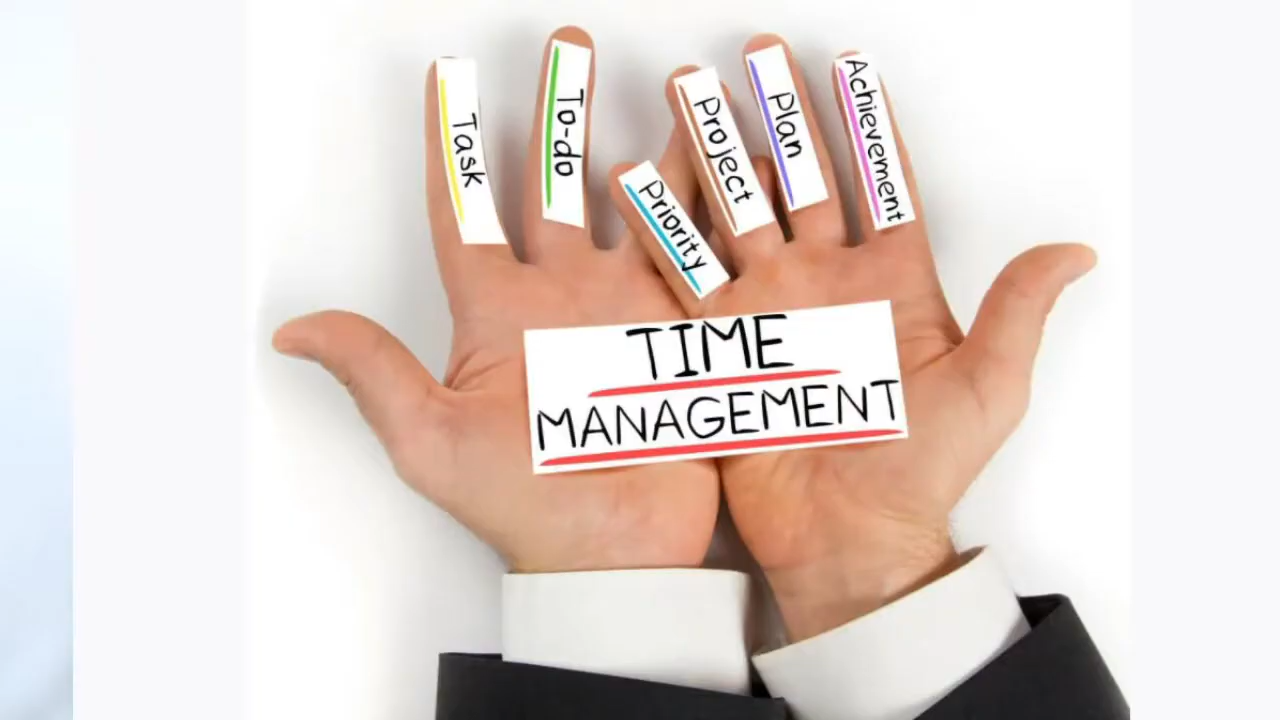 Task
To-do
Priority
Project
Plan
Achievement
TIME
MANAGEMENT